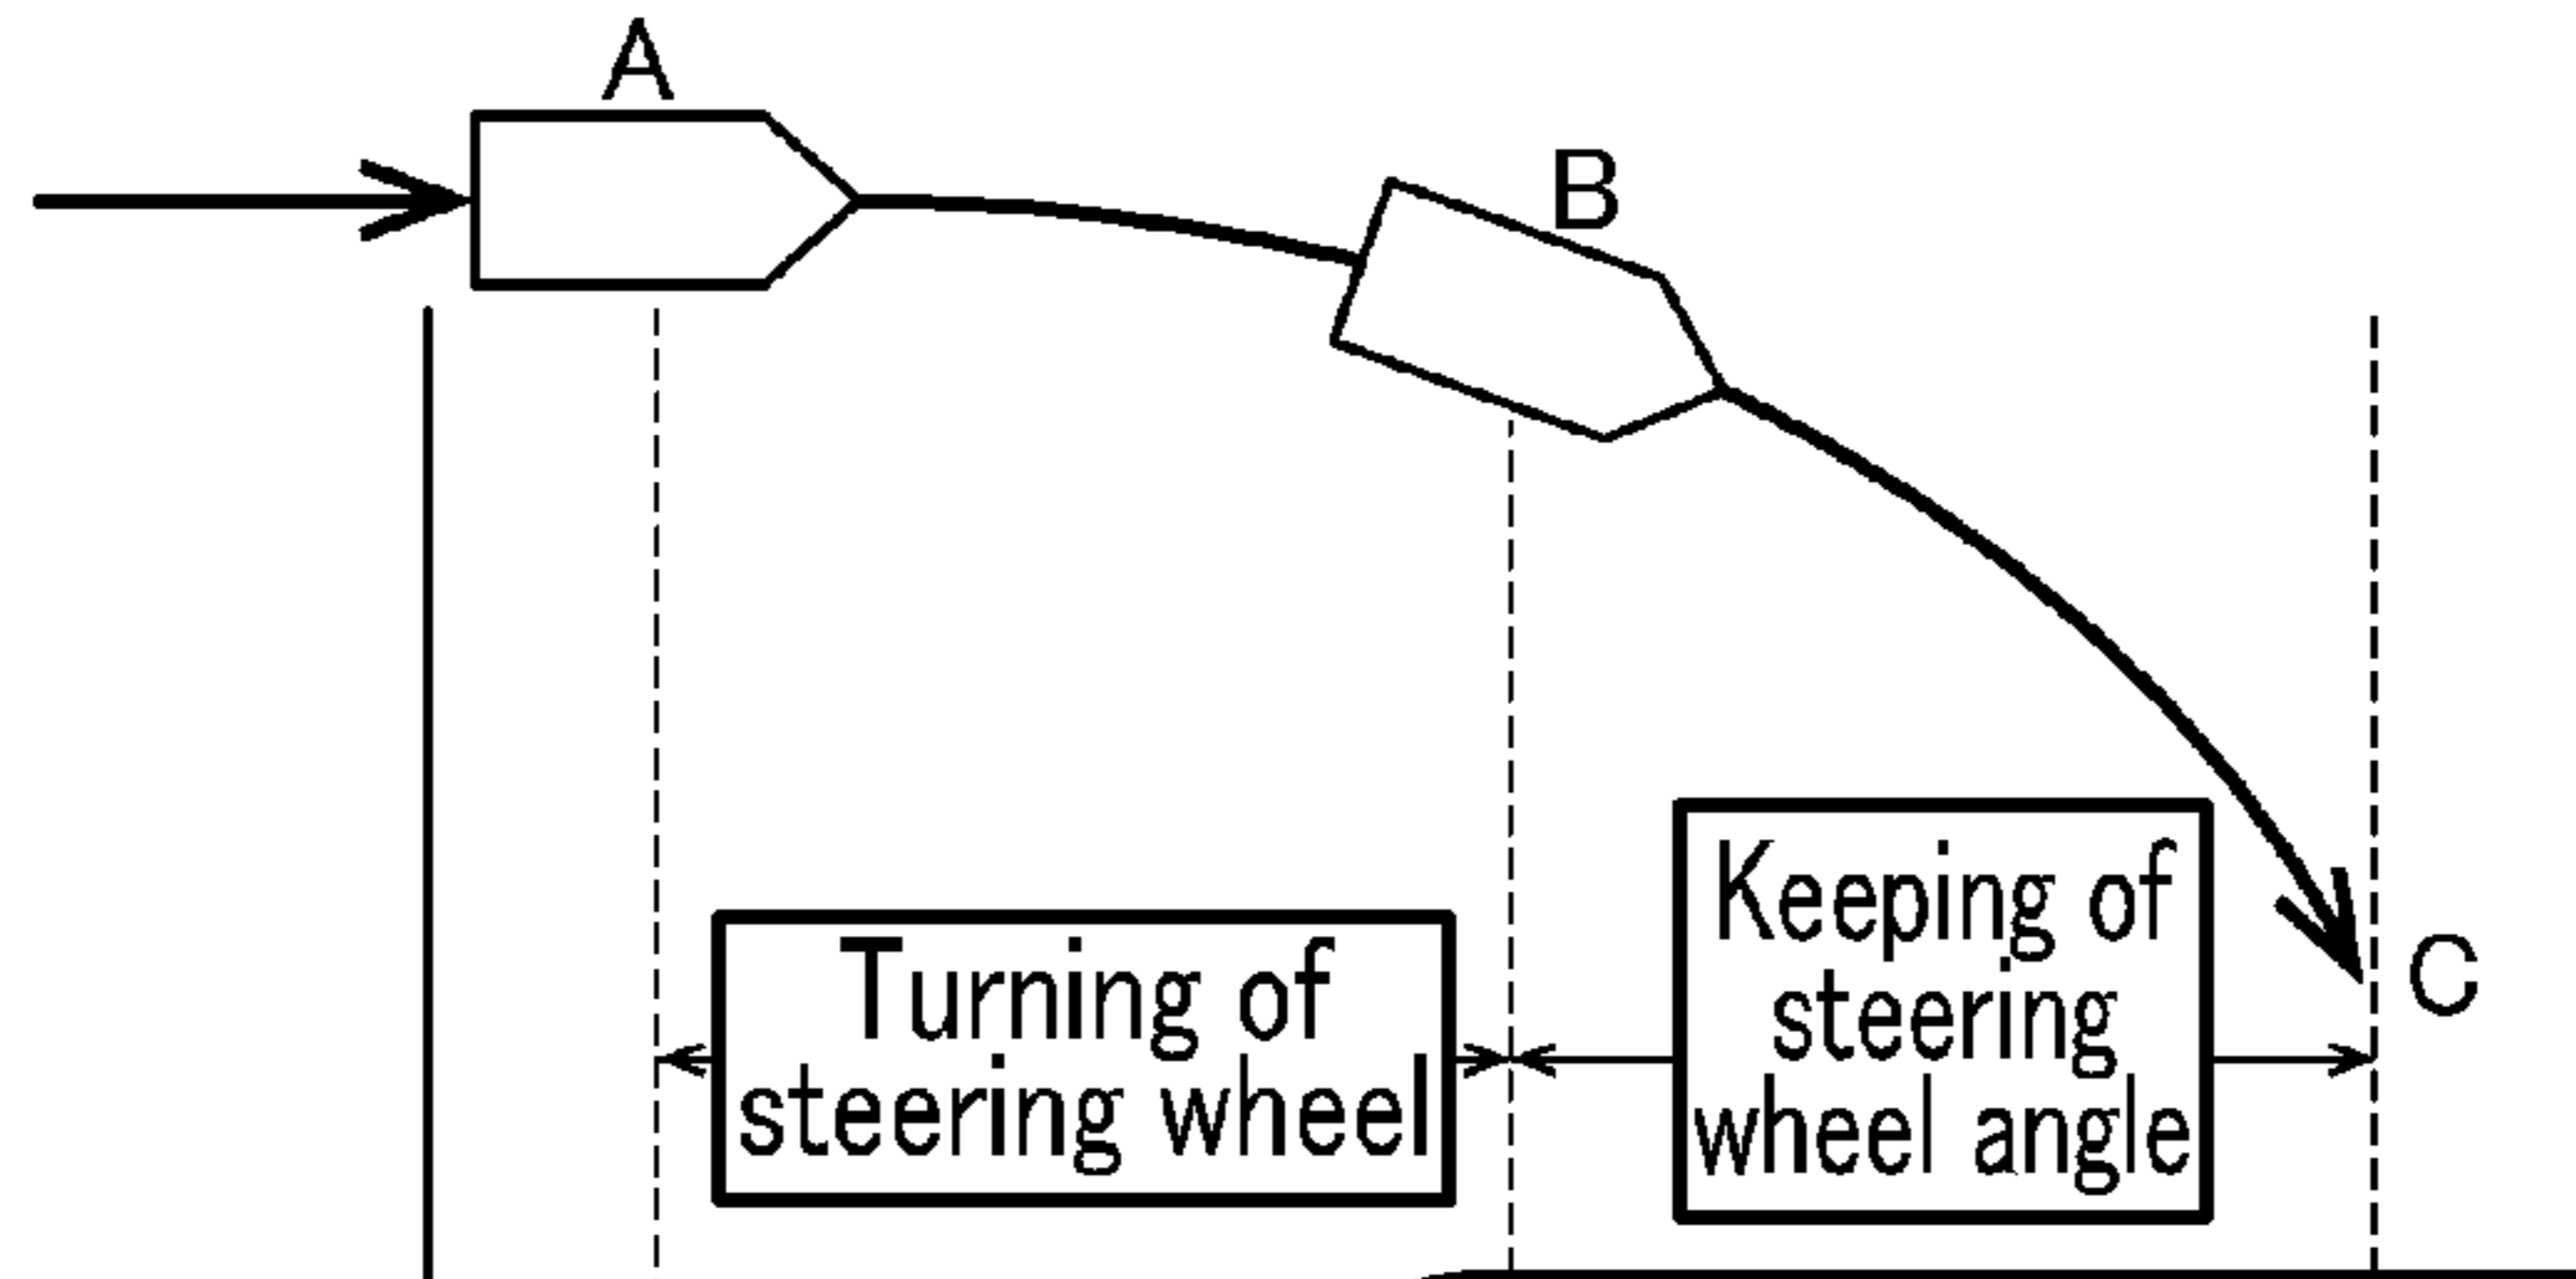 A
B
C
Turning of
steering wheel
Keeping of
steering
wheel angle